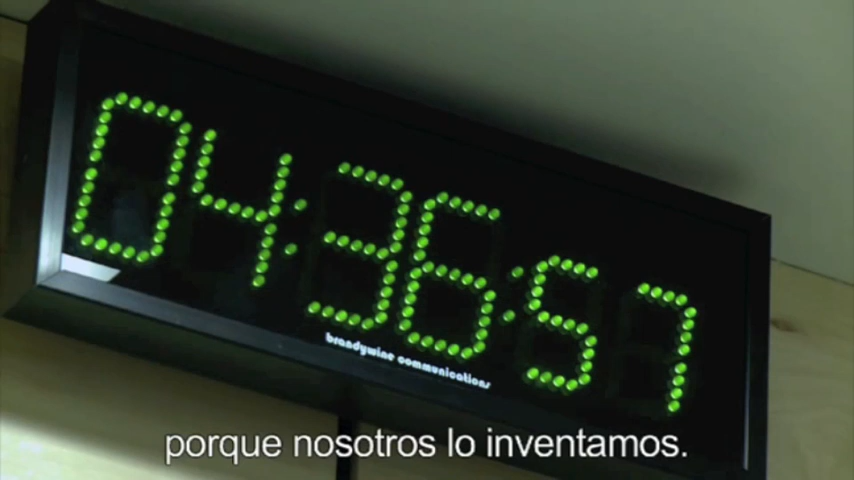 04:36:57
brandywine communications
porque nosotros lo inventamos.